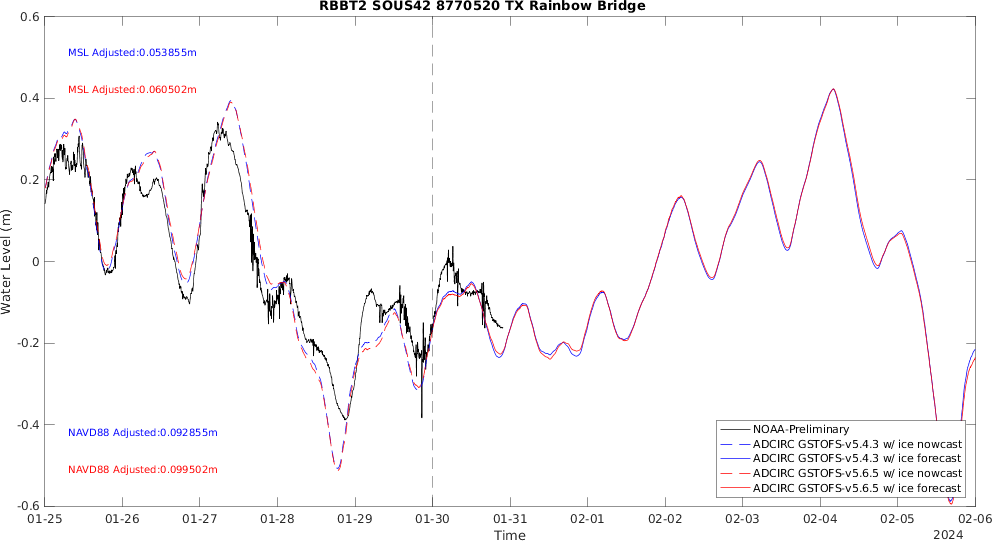 RBBT2 SOUS42 8770520 TX Rainbow Bridge
0.6
0.4
0.2
0
-0.2
-0.4
-0.6
Water Level (m)
MSL Adjusted:0.053855m
MSL Adjusted:0.060502m
NAVD88 Adjusted:0.092855m
NAVD88 Adjusted:0.099502m
NOAA-Preliminary
ADCIRC GSTOFS-v5.4.3 w/ ice nowcast
ADCIRC GSTOFS-v5.4.3 w/ ice forecast
ADCIRC GSTOFS-v5.6.5 w/ ice nowcast
ADCIRC GSTOFS-v5.6.5 w/ ice forecast
01-25 01-26 01-27 01-28 01-29 01-30 01-31 02-01 02-02 02-03 02-04 02-05 02-06
Time
2024